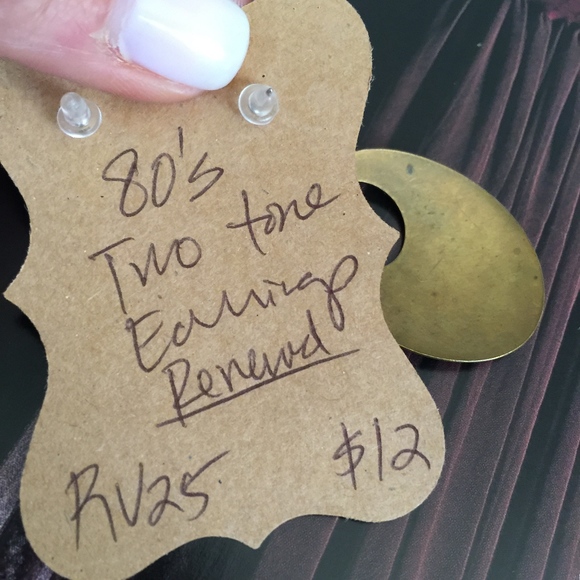 80's
Two tone
Earrings
Renewed
RV25
$12